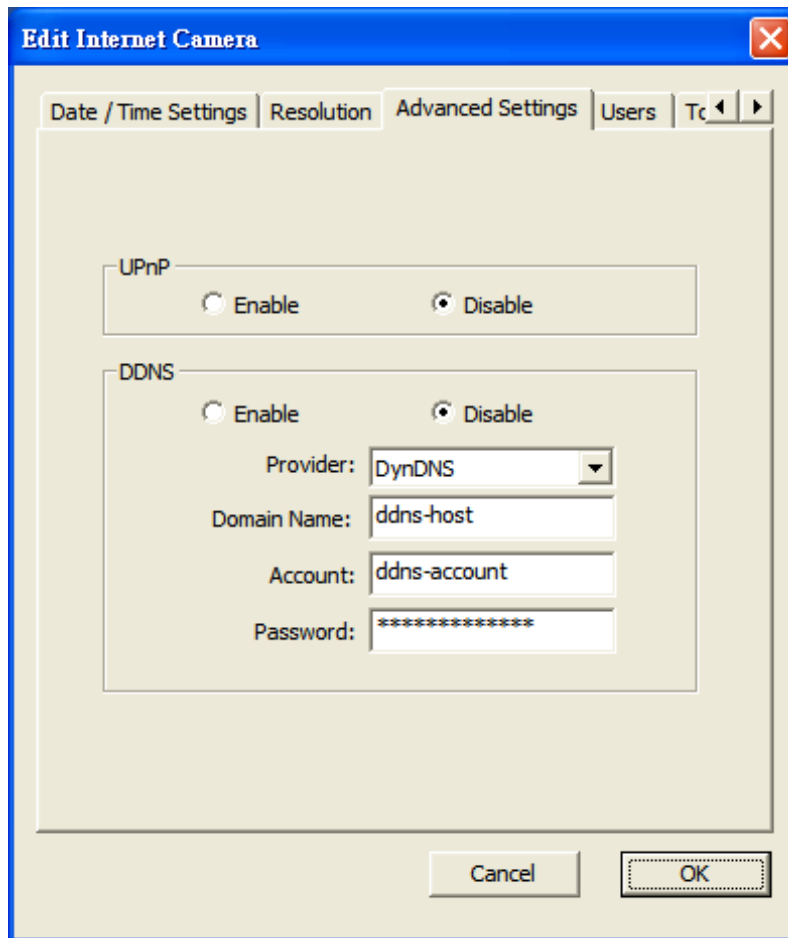 Edit Internet Camera
Date / Time Settings Resolution Advanced Settings Users
UPnP
Enable Disable
DDNS
Enable Disable
Provider: DynDNS
Domain Name: ddns-host
Account: ddns-account
Password: *************
Cancel OK